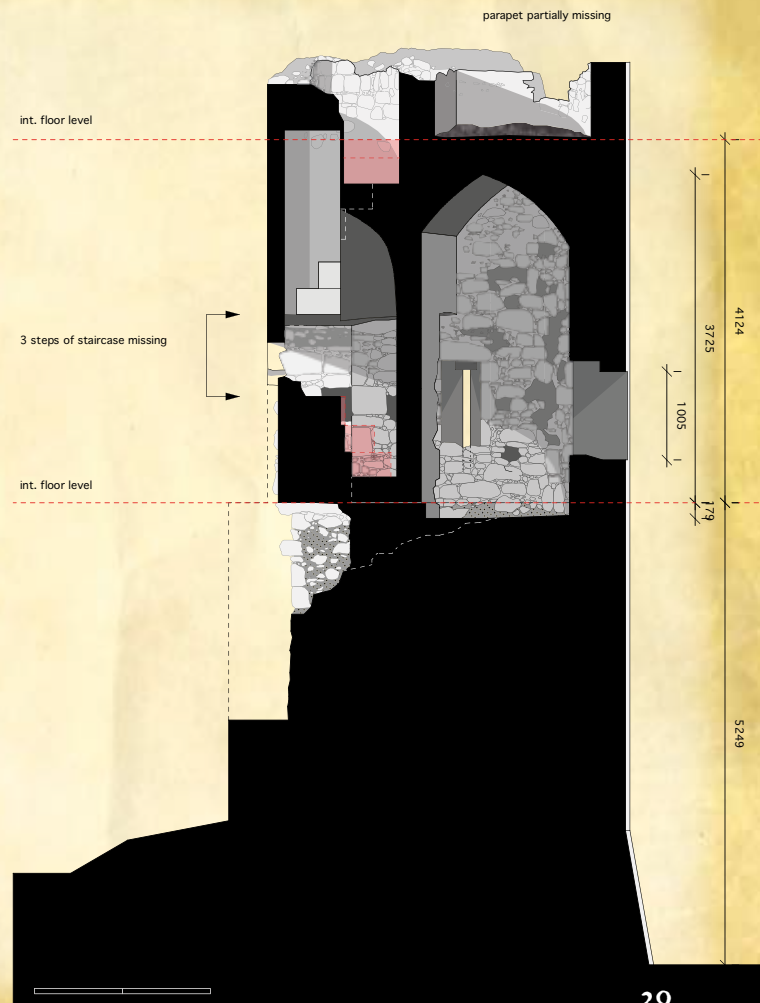 parapet partially missing
int. floor level
4124
3725
3 steps of staircase missing
1005
int. floor level
179
5249